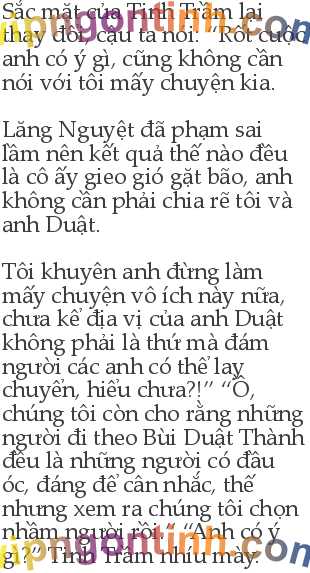 Sắc mặt của Tinh Trầm lại
thay đổi, cậu ta nói: “Rốt cuộc
anh có ý gì, cũng không cần
nói với tôi mấy chuyện kia.
Lăng Nguyệt đã phạm sai
lầm nên kết quả thế nào đều
là cô ấy gieo gió gặt bão, anh
không cần phải chia rẽ tôi và
anh Duật.
Tôi khuyên anh đừng làm
mấy chuyện vô ích này nữa,
chưa kể địa vị của anh Duật
không phải là thứ mà đám
người các anh có thể lay
chuyển, hiểu chưa?!” “Ồ,
chúng tôi còn cho rằng những
người đi theo Bùi Duật Thành
đều là những người có đầu
óc, đáng để cân nhắc, thế
nhưng xem ra chúng tôi chọn
nhầm người rồi.” “Anh có ý
gì?” Tinh Trầm nhíu mày.
vipngontinh.com
vipngontinh.com